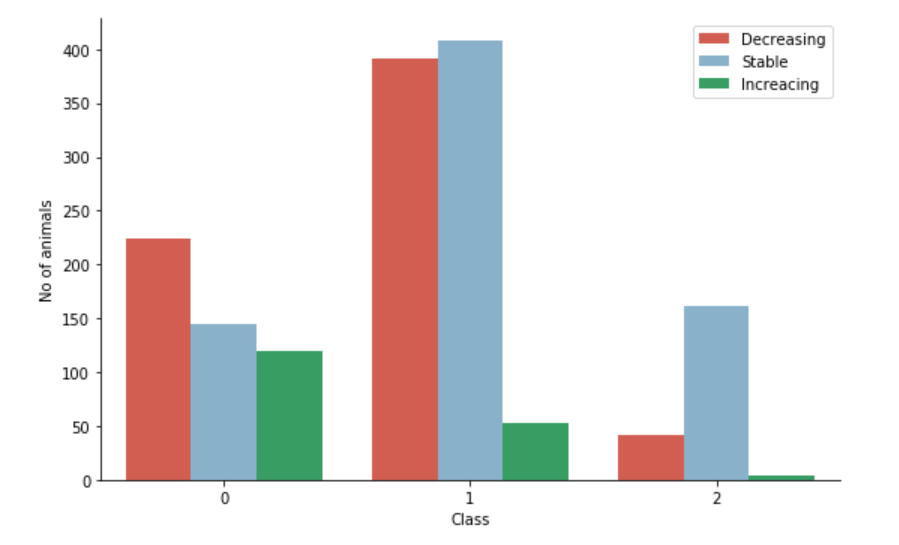 400
350
300
250
200
150
100
50
0
No of animals
Decreasing
Stable
Increacing
0 1 2
Class